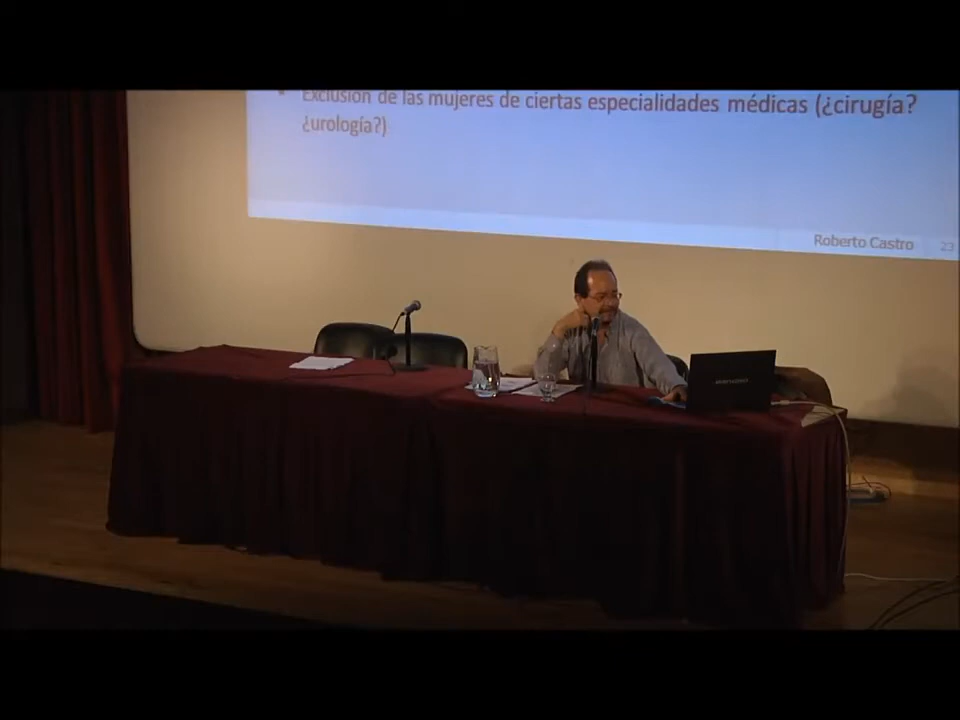 Exclusión de las mujeres de ciertas especialidades médicas (¿cirugía?
¿urología?)
Roberto Castro
23